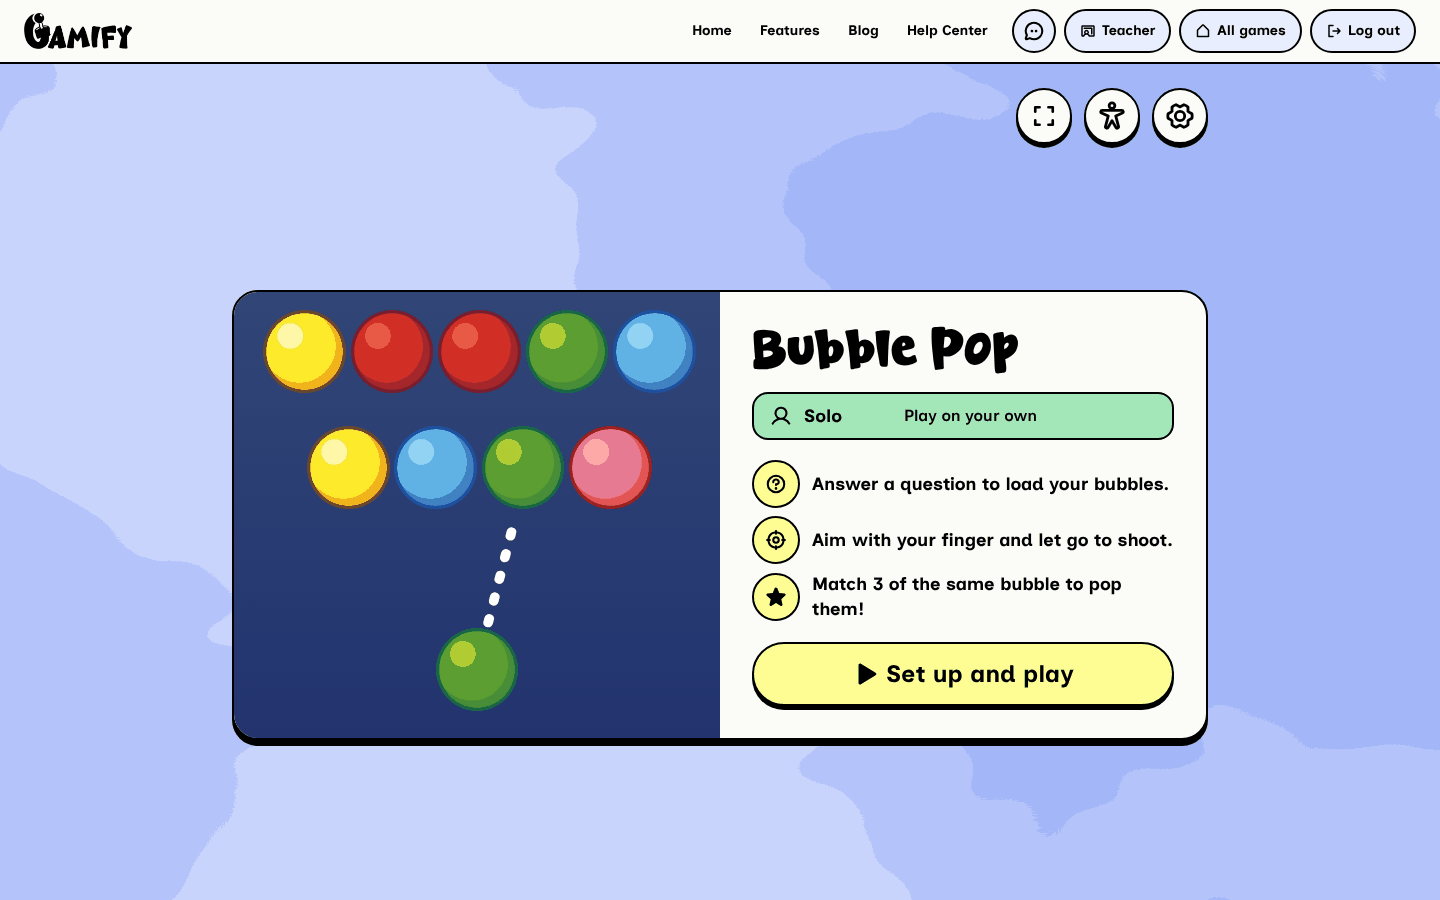 GAMIFY
Home
Features
Blog
Help Center
Teacher
All games
Log out
Bubble Pop
Solo
Play on your own
Answer a question to load your bubbles.
Aim with your finger and let go to shoot.
Match 3 of the same bubble to pop
them!
Set up and play